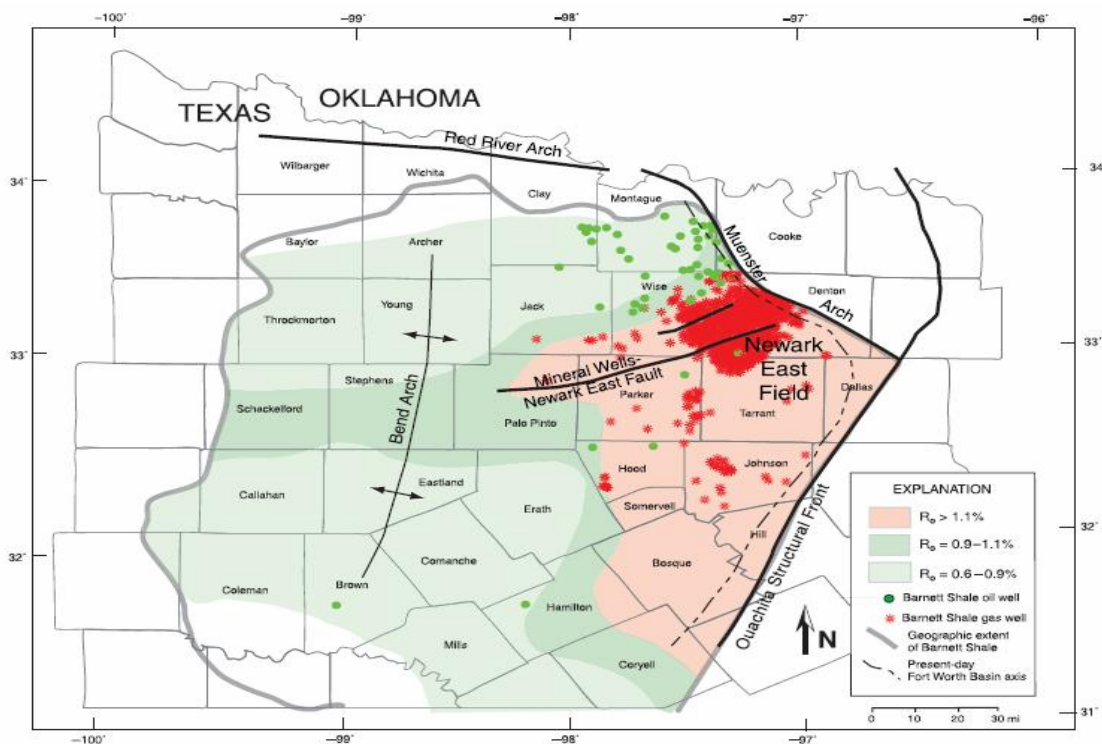 -100°
-99°
-98°
-97°
-96°
TEXAS
OKLAHOMA
Red River Arch
Wilbarger
Wichita
Clay
Montague
Cooke
34°
34°
Baylor
Archer
Muenster
Arch
Young
Jack
Wise
Denton
Throckmorton
33°
33°
Newark
East
Field
Mineral Wells-
Newark East Fault
Stephens
Bend Arch
Schackelford
Palo Pinto
Parker
Tarrant
Dallas
Callahan
Eastland
Hood
Johnson
Erath
Somervell
Hill
32°
32°
Comanche
Bosque
Ouachita Structural Front
Coleman
Brown
Hamilton
Mills
Coryell
N
EXPLANATION
Ro > 1.1%
Ro = 0.9–1.1%
Ro = 0.6–0.9%
Barnett Shale oil well
Barnett Shale gas well
Geographic extent
of Barnett Shale
Present-day
Fort Worth Basin axis
0 10 20 30 mi
31°
-100°
-99°
-98°
-97°